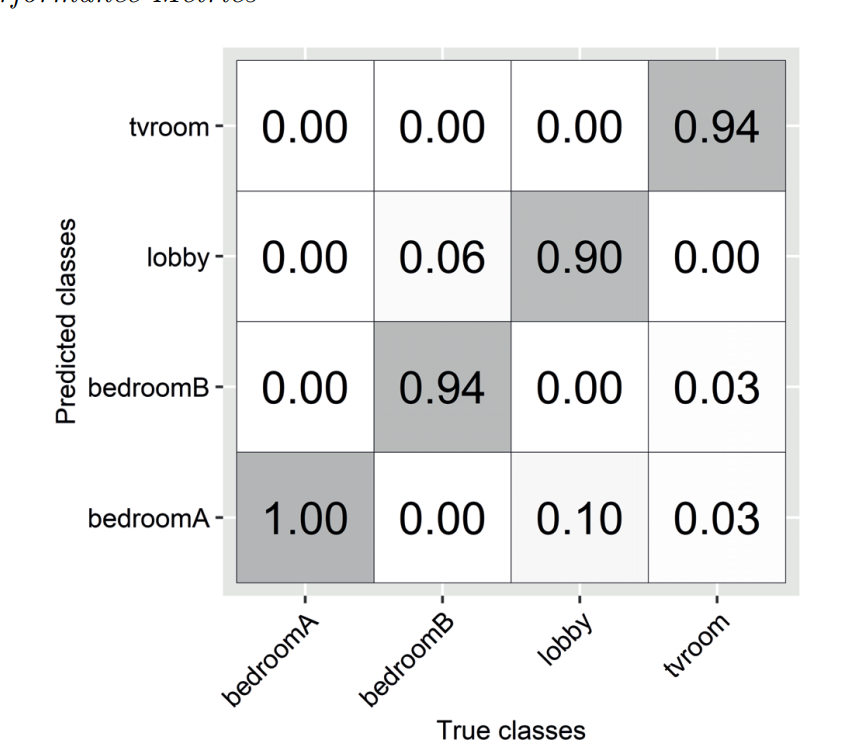 tvroom 0.00 0.00 0.00 0.94
lobby 0.00 0.06 0.90 0.00
Predicted classes
bedroomB 0.00 0.94 0.00 0.03
bedroomA 1.00 0.00 0.10 0.03
bedroomA bedroomB lobby tvroom
True classes